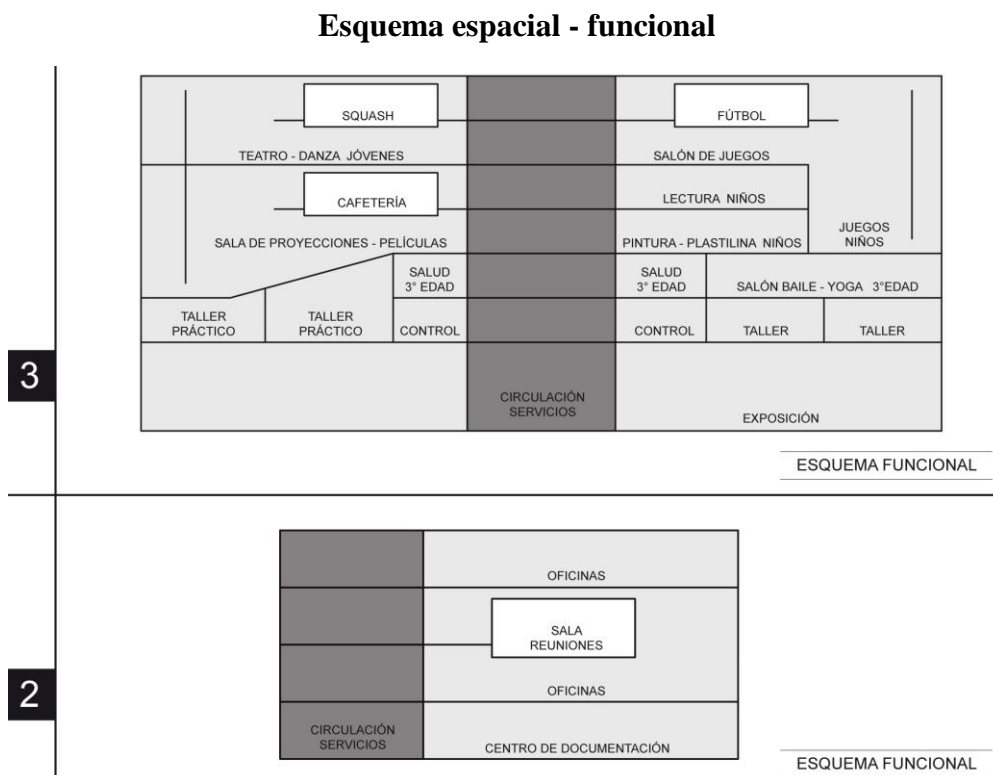 Esquema espacial - funcional
SQUASH
FÚTBOL
TEATRO - DANZA JÓVENES
SALÓN DE JUEGOS
CAFETERÍA
LECTURA NIÑOS
SALA DE PROYECCIONES - PELÍCULAS
PINTURA - PLASTILINA NIÑOS
JUEGOS
NIÑOS
SALUD
3° EDAD
SALUD
3° EDAD
SALÓN BAILE - YOGA 3°EDAD
TALLER
PRÁCTICO
TALLER
PRÁCTICO
CONTROL
CONTROL
TALLER
TALLER
3
CIRCULACIÓN
SERVICIOS
EXPOSICIÓN
ESQUEMA FUNCIONAL
OFICINAS
SALA
REUNIONES
2
OFICINAS
CIRCULACIÓN
SERVICIOS
CENTRO DE DOCUMENTACIÓN
ESQUEMA FUNCIONAL